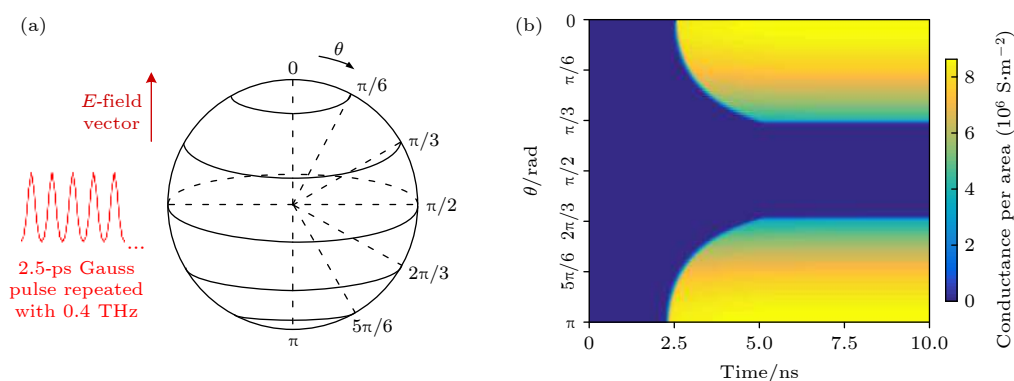 (a)
θ
0
π/6
E-field
vector
π/3
π/2
...
2.5-ps Gauss
pulse repeated
with 0.4 THz
2π/3
5π/6
π
(b)
0
π/6
π/3
π/2
2π/3
5π/6
π
θ/rad
0
2.5
5.0
7.5
10.0
Time/ns
8
6
4
2
0
Conductance per area (10⁶ S·m⁻²)